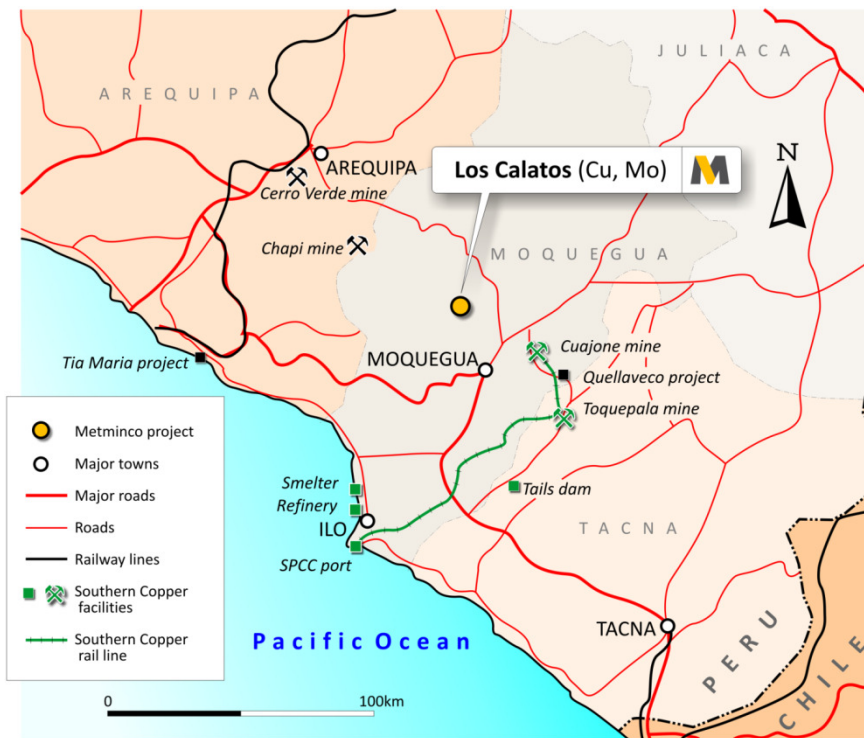 JULIACA
AREQUIPA
AREQUIPA
Los Calatos (Cu, Mo)
N
Cerro Verde mine
Chapi mine
MOQUEGUA
MOQUEGUA
Cuajone mine
Tia Maria project
Quellaveco project
Toquepala mine
Metminco project
Major towns
Major roads
Roads
Railway lines
Southern Copper
facilities
Southern Copper
rail line
Smelter
Refinery
Tails dam
ILO
TACNA
SPCC port
TACNA
Pacific Ocean
PERU
CHILE
0
100km